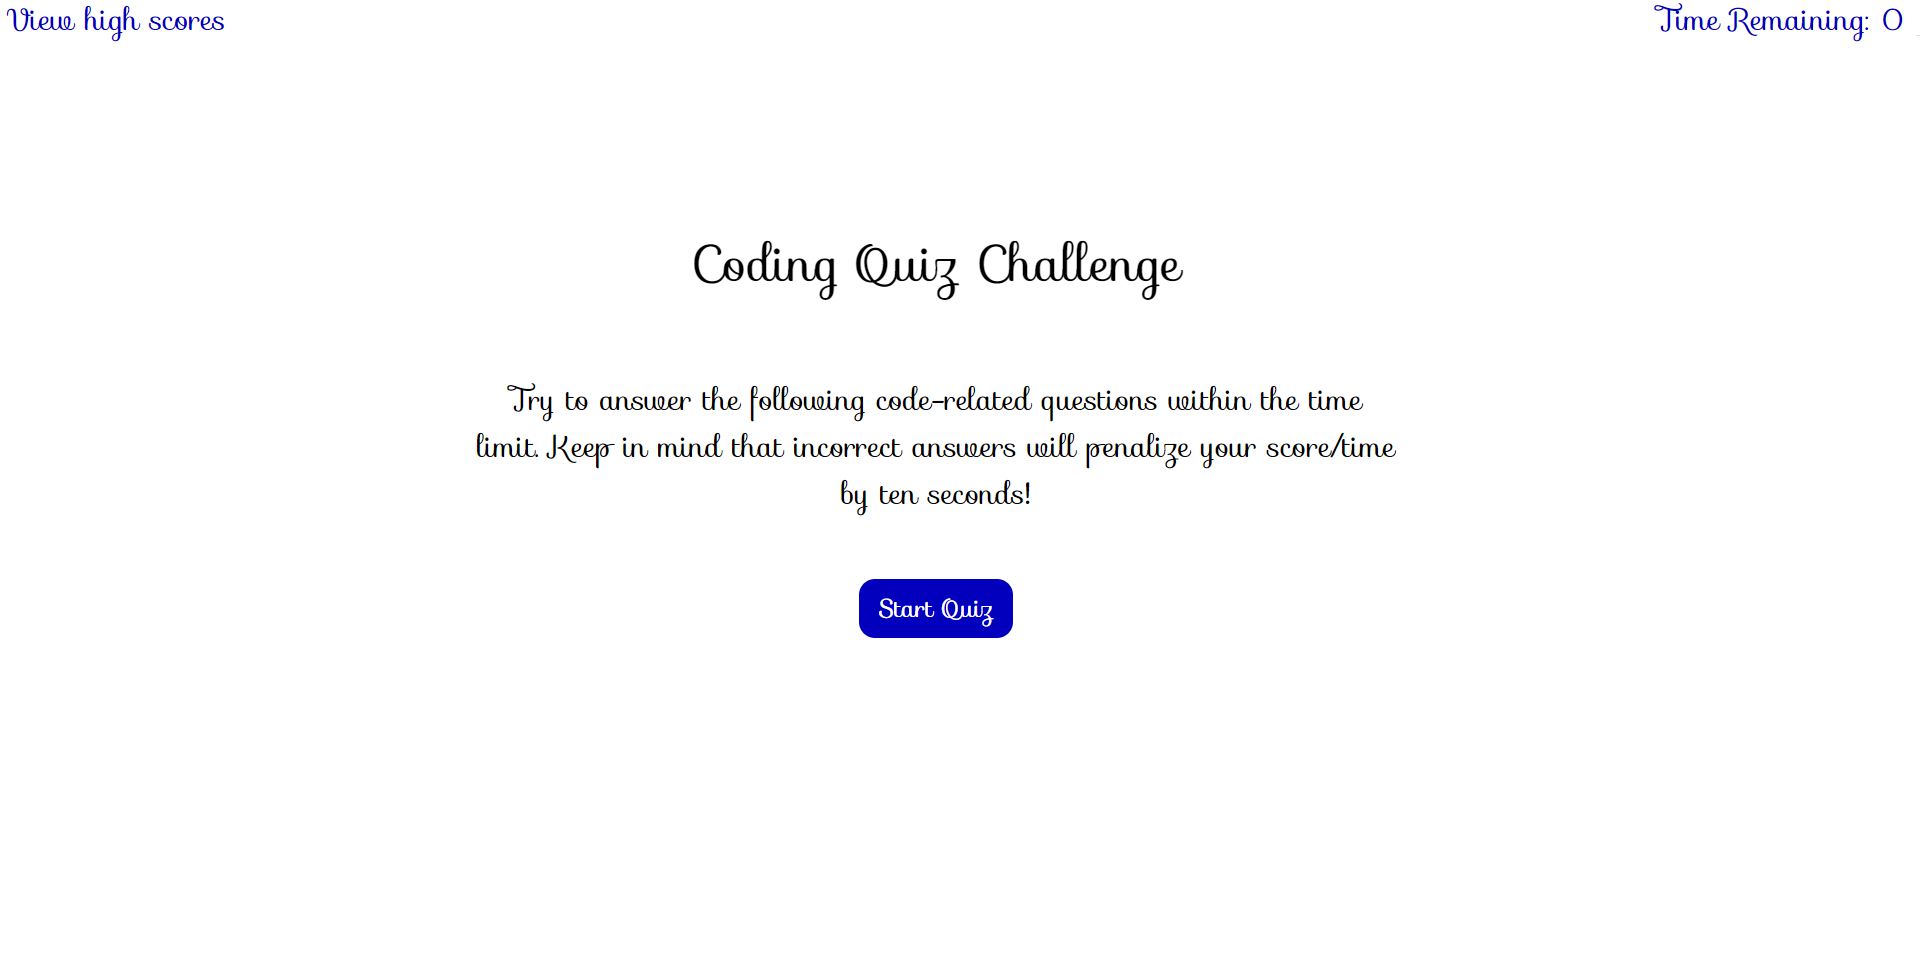 View high scores
Time Remaining: 0
Coding Quiz Challenge
Try to answer the following code-related questions within the time
limit. Keep in mind that incorrect answers will penalize your score/time
by ten seconds!
Start Quiz